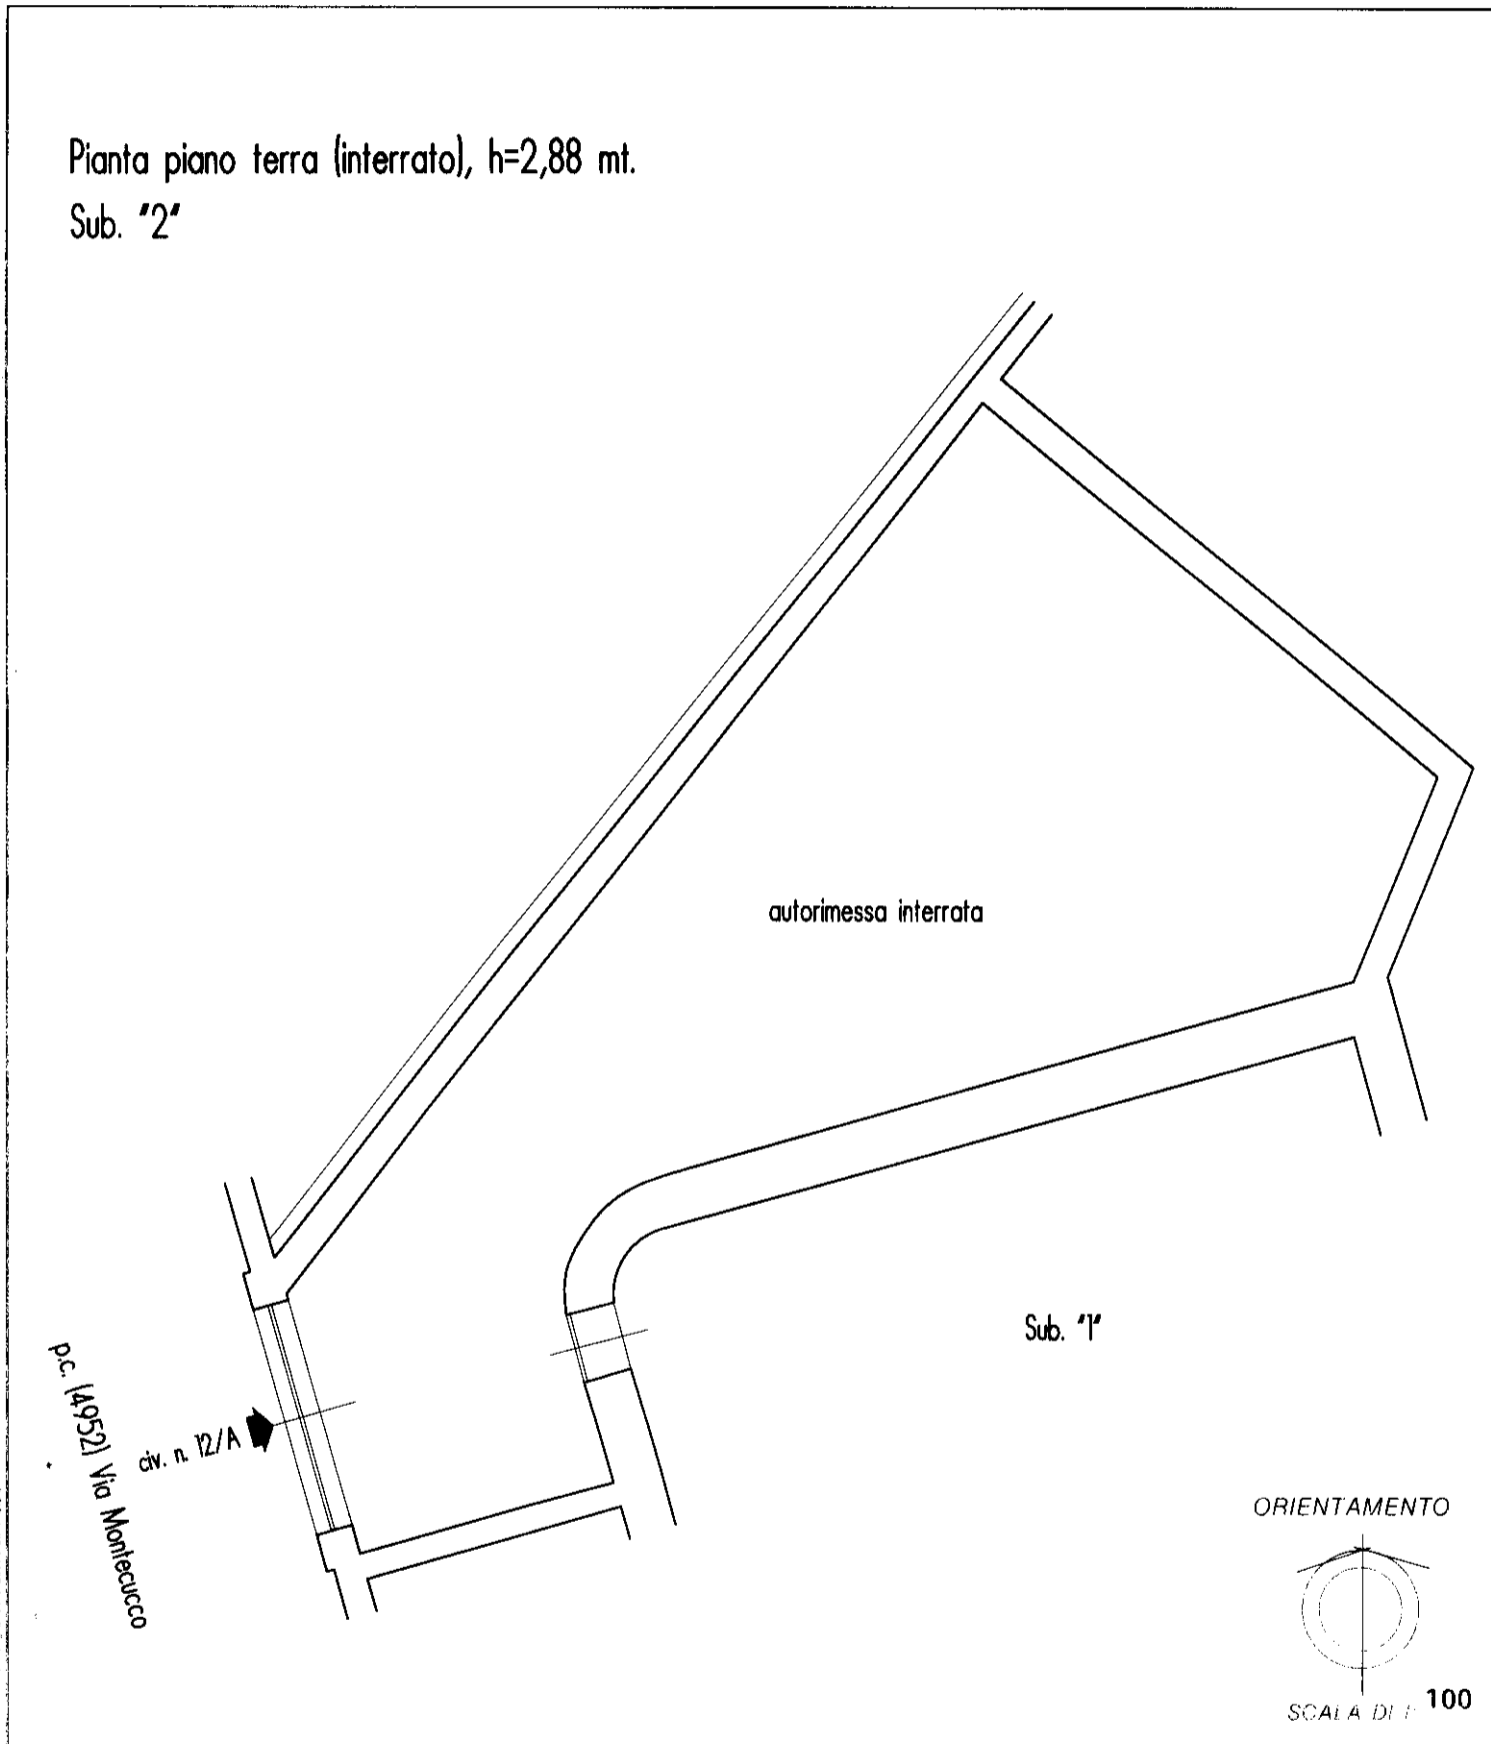 Pianta piano terra (interrato), h=2,88 mt.
Sub. "2"
autorimessa interrata
Sub. "1"
civ. n. 12/A
p.c. (4952) Via Montecucco
ORIENTAMENTO
SCALA DI 1: 100